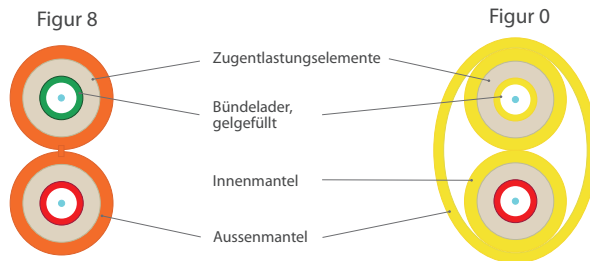 Figur 8
Figur 0
Zugentlastungselemente
Bündelader,
gelgefüllt
Innenmantel
Aussenmantel